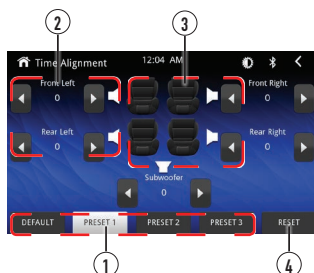 2 3
Time Alignment 12:04 AM
Front Left Front Right
0 0
Rear Left Rear Right
0 0
Subwoofer
0
DEFAULT PRESET 1 PRESET 2 PRESET 3 RESET
1 4